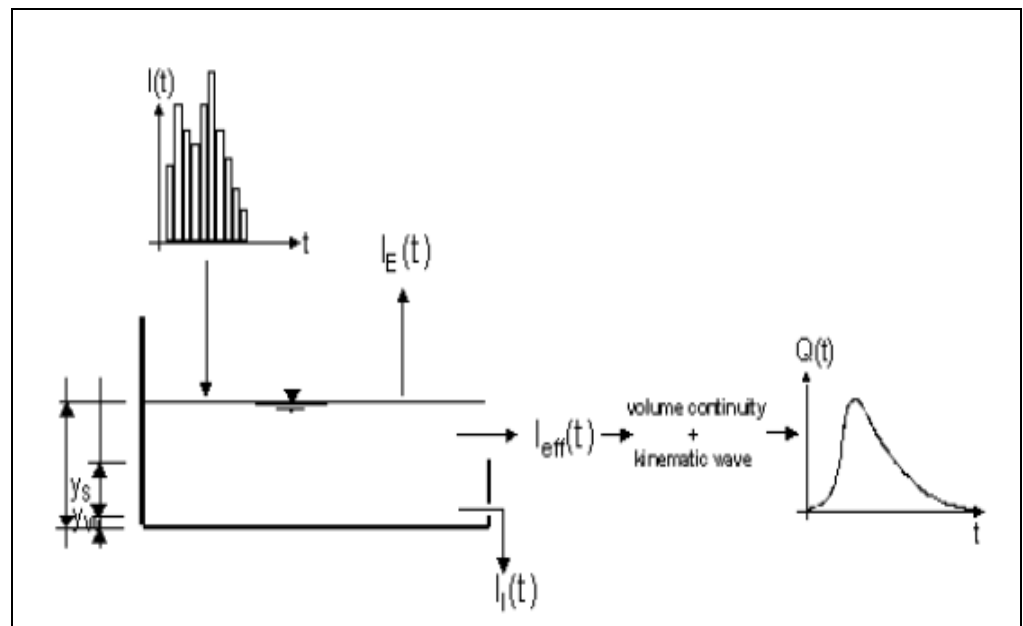 I(t)
t
I_E(t)
Q(t)
volume continuity
I_eff(t)
+
kinematic wave
y_s
t
I_I(t)